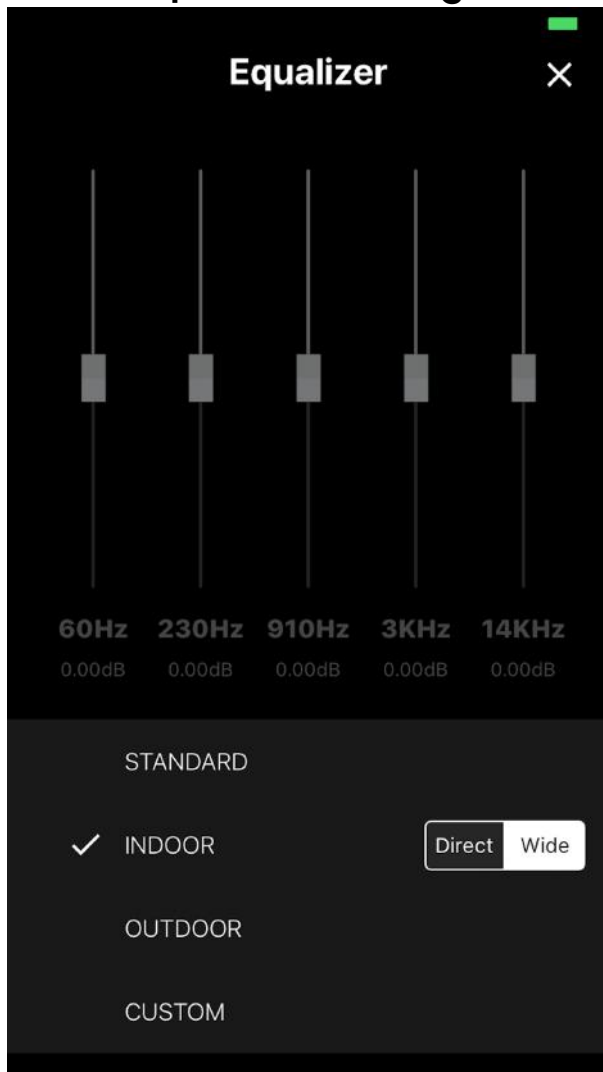 Equalizer
60Hz 230Hz 910Hz 3KHz 14KHz
0.00dB 0.00dB 0.00dB 0.00dB 0.00dB
STANDARD
INDOOR Direct Wide
OUTDOOR
CUSTOM